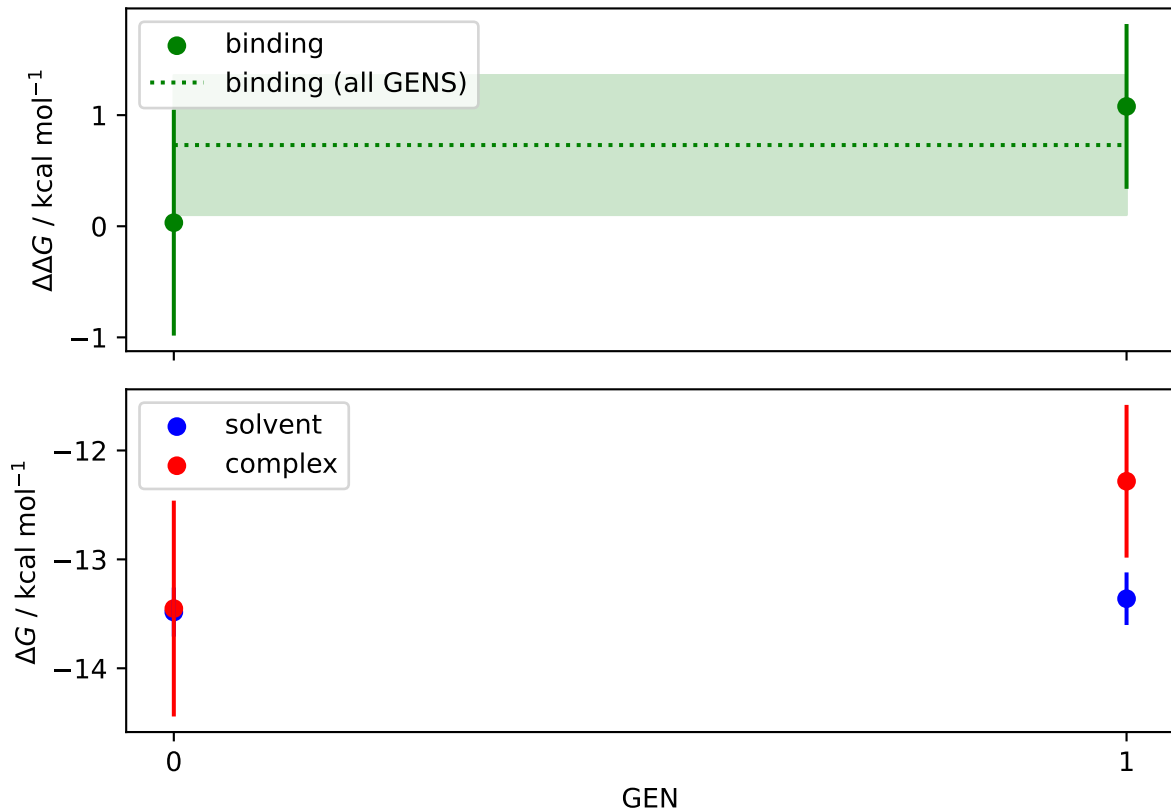 binding
binding (all GENS)
ΔΔG / kcal mol⁻¹
1
0
−1
solvent
complex
ΔG / kcal mol⁻¹
−12
−13
−14
0
1
GEN